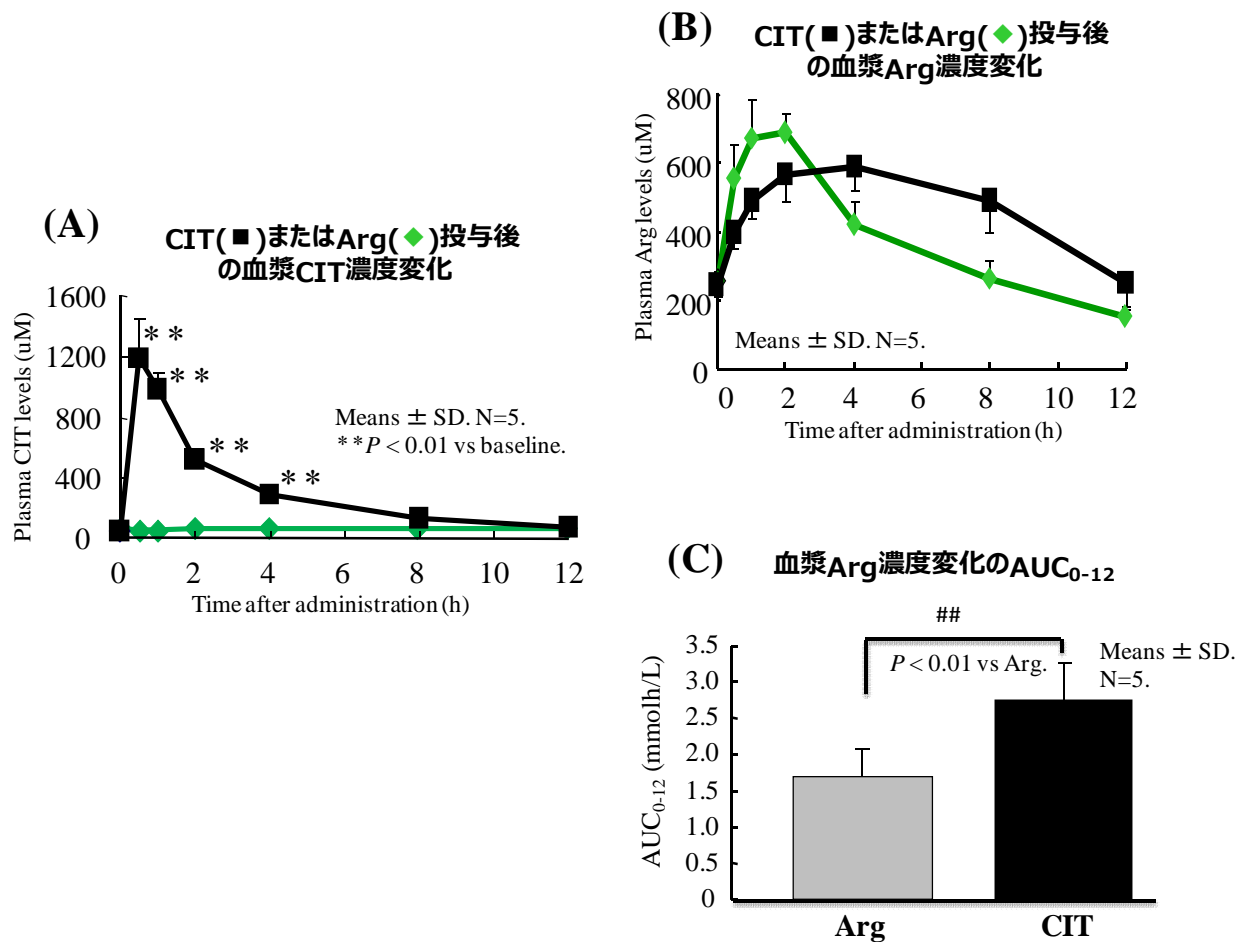 (A)
CIT(■)またはArg(◆)投与後
の血漿CIT濃度変化
Plasma CIT levels (uM)
1600
1200
800
400
0
**
**
**
**
Means ± SD. N=5.
**P < 0.01 vs baseline.
0 2 4 6 8 10 12
Time after administration (h)
(B)
CIT(■)またはArg(◆)投与後
の血漿Arg濃度変化
Plasma Arg levels (uM)
800
600
400
200
0
Means ± SD. N=5.
0 2 4 6 8 10 12
Time after administration (h)
(C)
血漿Arg濃度変化のAUC0-12
##
P < 0.01 vs Arg.
Means ± SD.
N=5.
AUC0-12 (mmolh/L)
3.5
3.0
2.5
2.0
1.5
1.0
0.5
0
Arg CIT